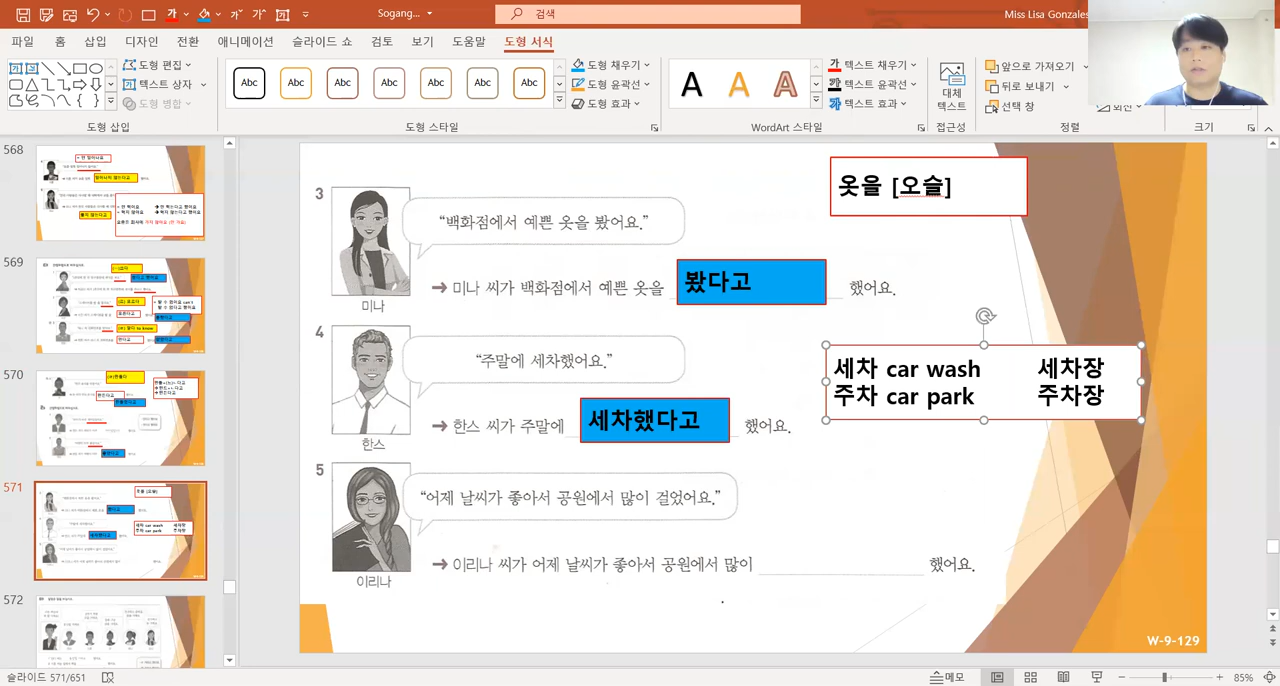 Sogang...
검색
Miss Lisa Gonzales
파일 홈 삽입 디자인 전환 애니메이션 슬라이드 쇼 검토 보기 도움말 도형 서식
도형 편집
텍스트 상자
도형 병합
도형 삽입
Abc Abc Abc Abc Abc Abc Abc
도형 채우기
도형 윤곽선
도형 효과
도형 스타일
A A A
텍스트 채우기
텍스트 윤곽선
텍스트 효과
WordArt 스타일
대체
텍스트
접근성
앞으로 가져오기
뒤로 보내기
선택 창
회전
정렬
크기
568
569
570
571
572
옷을 [오슬]
3
"백화점에서 예쁜 옷을 봤어요."
→ 미나 씨가 백화점에서 예쁜 옷을 봤다고 했어요.
미나
4
"주말에 세차했어요."
→ 한스 씨가 주말에 세차했다고 했어요.
한스
세차 car wash 세차장
주차 car park 주차장
5
"어제 날씨가 좋아서 공원에서 많이 걸었어요."
→ 이리나 씨가 어제 날씨가 좋아서 공원에서 많이 ______ 했어요.
이리나
W-9-129
슬라이드 571/651
메모
85%